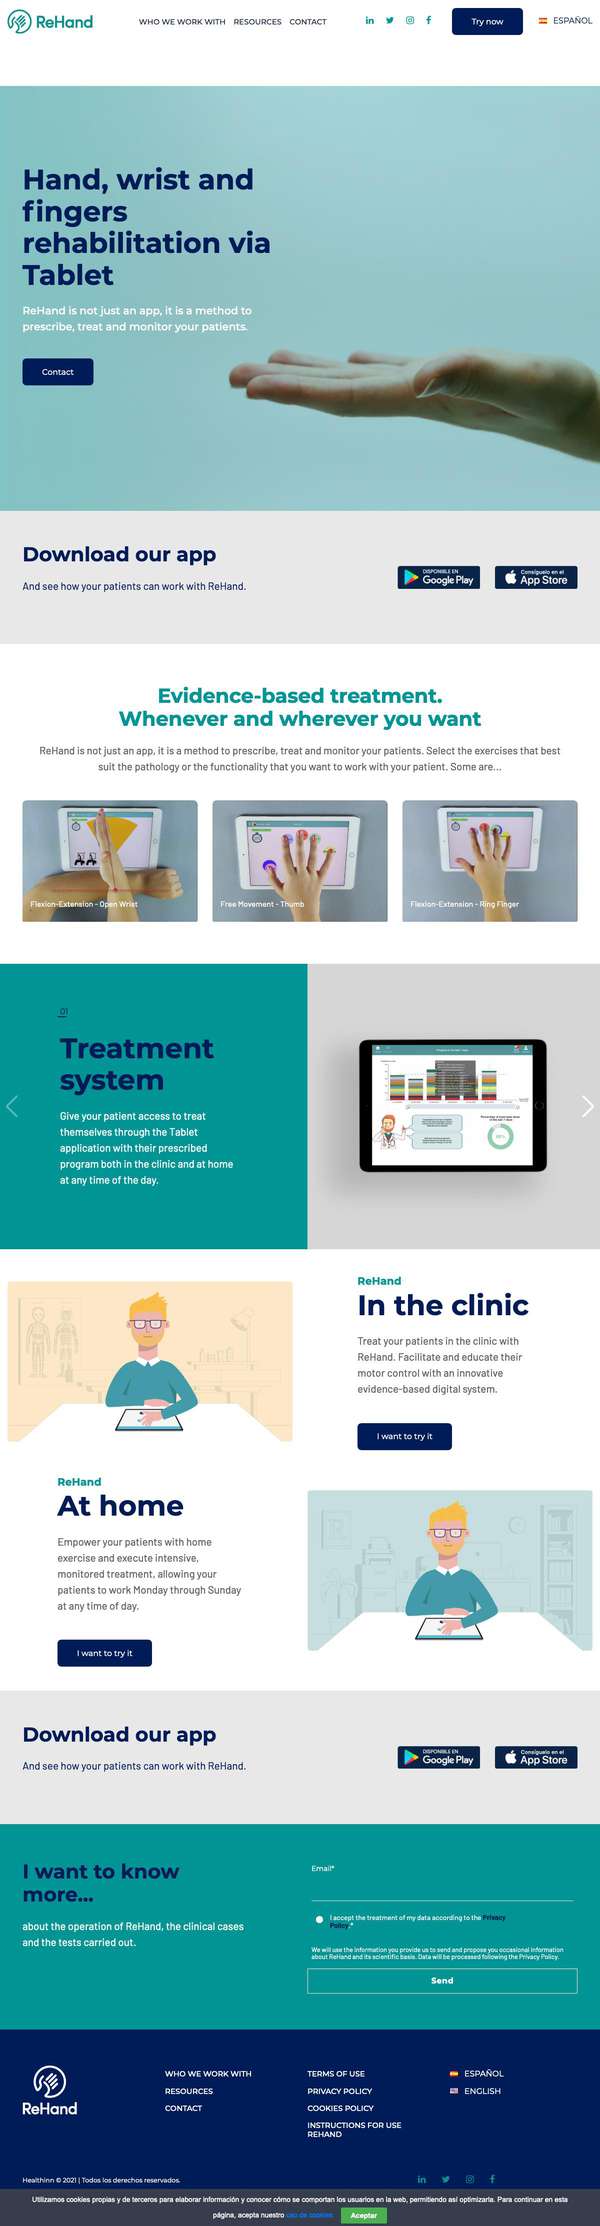 ReHand
WHO WE WORK WITH
RESOURCES
CONTACT
Try now
ESPAÑOL
Hand, wrist and
fingers
rehabilitation via
Tablet
ReHand is not just an app, it is a method to
prescribe, treat and monitor your patients.
Contact
Download our app
And see how your patients can work with ReHand.
DISPONIBLE EN
Google Play
Consíguelo en el
App Store
Evidence-based treatment.
Whenever and wherever you want
ReHand is not just an app, it is a method to prescribe, treat and monitor your patients. Select the exercises that best
suit the pathology or the functionality that you want to work with your patient. Some are...
Flexion-Extension - Open Wrist
Free Movement - Thumb
Flexion-Extension - Ring Finger
01
Treatment
system
Give your patient access to treat
themselves through the Tablet
application with their prescribed
program both in the clinic and at home
at any time of the day.
ReHand
In the clinic
Treat your patients in the clinic with
ReHand. Facilitate and educate their
motor control with an innovative
evidence-based digital system.
I want to try it
ReHand
At home
Empower your patients with home
exercise and execute intensive,
monitored treatment, allowing your
patients to work Monday through Sunday
at any time of day.
I want to try it
Download our app
And see how your patients can work with ReHand.
DISPONIBLE EN
Google Play
Consíguelo en el
App Store
I want to know
more...
about the operation of ReHand, the clinical cases
and the tests carried out.
Email*
I accept the treatment of my data according to the Privacy
Policy.*
We will use the information you provide us to send and propose you occasional information
about ReHand and its scientific basis. Data will be processed following the Privacy Policy.
Send
ReHand
WHO WE WORK WITH
RESOURCES
CONTACT
TERMS OF USE
PRIVACY POLICY
COOKIES POLICY
INSTRUCTIONS FOR USE
REHAND
ESPAÑOL
ENGLISH
Healthinn © 2021 | Todos los derechos reservados.
Utilizamos cookies propias y de terceros para elaborar información y conocer cómo se comportan los usuarios en la web, permitiendo así optimizarla. Para continuar en esta
página, acepta nuestro uso de cookies
Aceptar